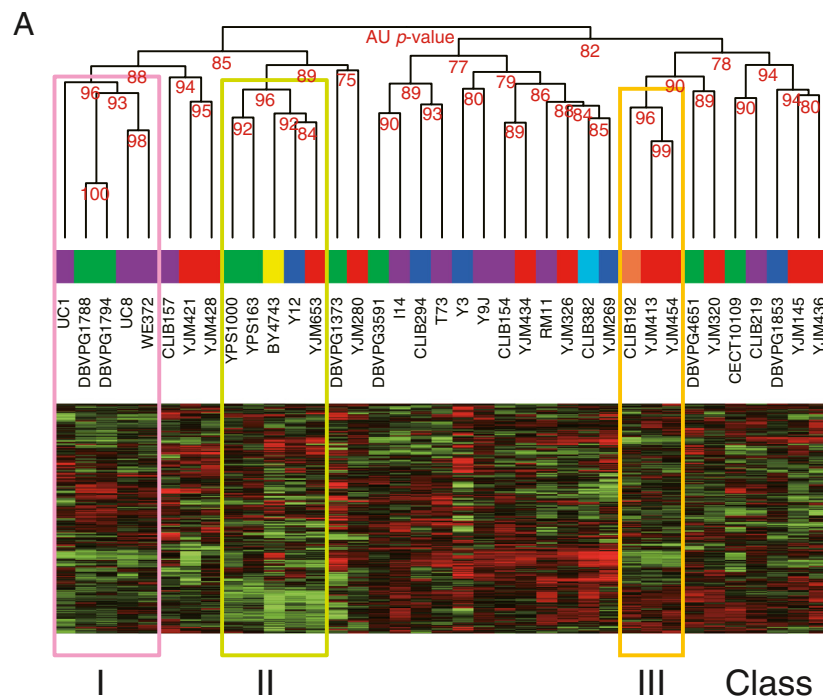 A
AU p-value
85
82
88
89
75
77
78
96
93
94
95
96
92
92
84
98
100
89
90
93
80
79
86
89
88
84
85
90
96
99
89
94
90
94
80
UC1
DBVPG1788
DBVPG1794
UC8
WE372
CLIB157
YJM421
YJM428
YPS1000
YPS163
BY4743
Y12
YJM653
DBVPG1373
YJM280
DBVPG3591
I14
CLIB294
T73
Y3
Y9J
CLIB154
YJM434
RM11
YJM326
CLIB382
YJM269
CLIB192
YJM413
YJM454
DBVPG4651
YJM320
CECT10109
CLIB219
DBVPG1853
YJM145
YJM436
I
II
III
Class